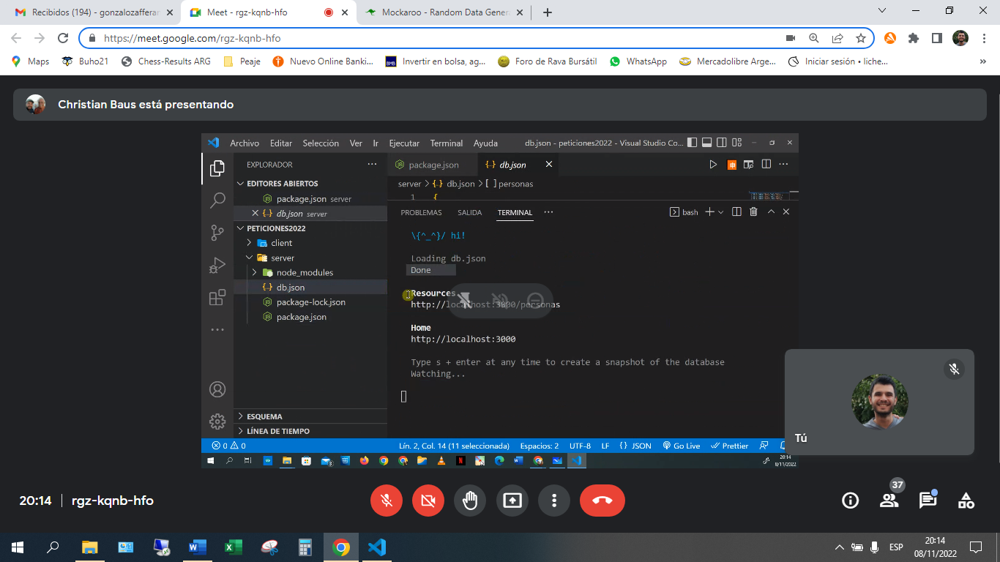 Recibidos (194) - gonzalozafferan
Meet - rgz-kqnb-hfo
Mockaroo - Random Data Genera
https://meet.google.com/rgz-kqnb-hfo
Maps
Buho21
Chess-Results ARG
Peaje
Nuevo Online Banki...
Invertir en bolsa, ag...
Foro de Rava Bursátil
WhatsApp
Mercadolibre Arge...
Iniciar sesión • liche...
»
Christian Baus está presentando
Archivo Editar Selección Ver Ir Ejecutar Terminal Ayuda
db.json - peticiones2022 - Visual Studio Co...
EXPLORADOR
EDITORES ABIERTOS
package.json server
db.json server
PETICIONES2022
client
server
node_modules
db.json
package-lock.json
package.json
ESQUEMA
LÍNEA DE TIEMPO
package.json
db.json
server > {..} db.json > [ ] personas
1 {
PROBLEMAS SALIDA TERMINAL ...
bash
\{^_^}/ hi!
Loading db.json
Done
Resources
http://localhost:3000/personas
Home
http://localhost:3000
Type s + enter at any time to create a snapshot of the database
Watching...
0 0
Lín. 2, Col. 14 (11 seleccionada)
Espacios: 2
UTF-8
LF
{ } JSON
Go Live
Prettier
20:14
8/11/2022
Tú
20:14 | rgz-kqnb-hfo
37
ESP
20:14
08/11/2022